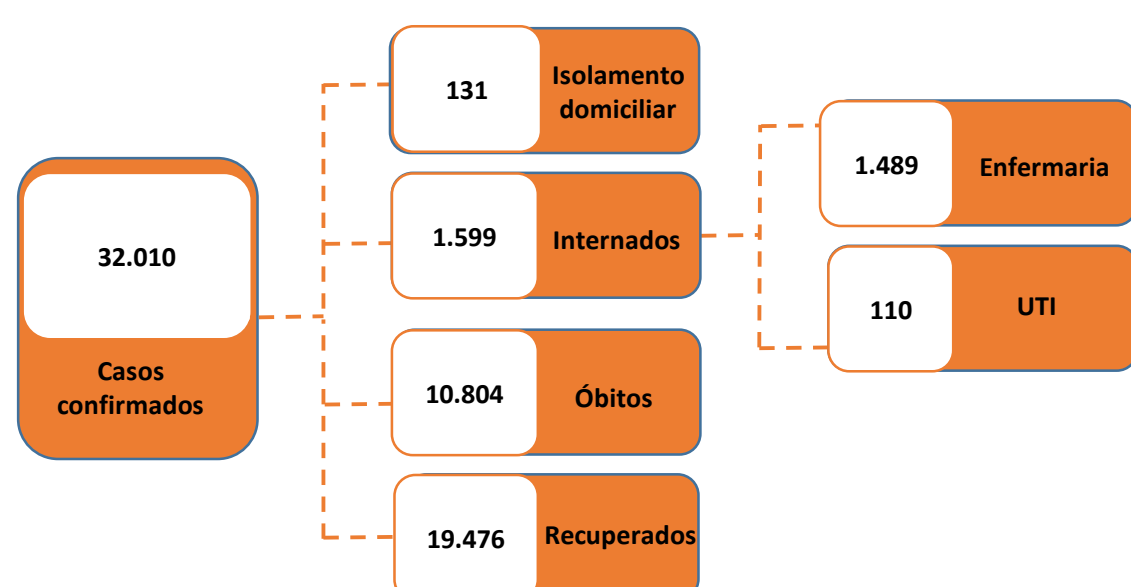 32.010
Casos
confirmados
131
Isolamento
domiciliar
1.599
Internados
10.804
Óbitos
19.476
Recuperados
1.489
Enfermaria
110
UTI